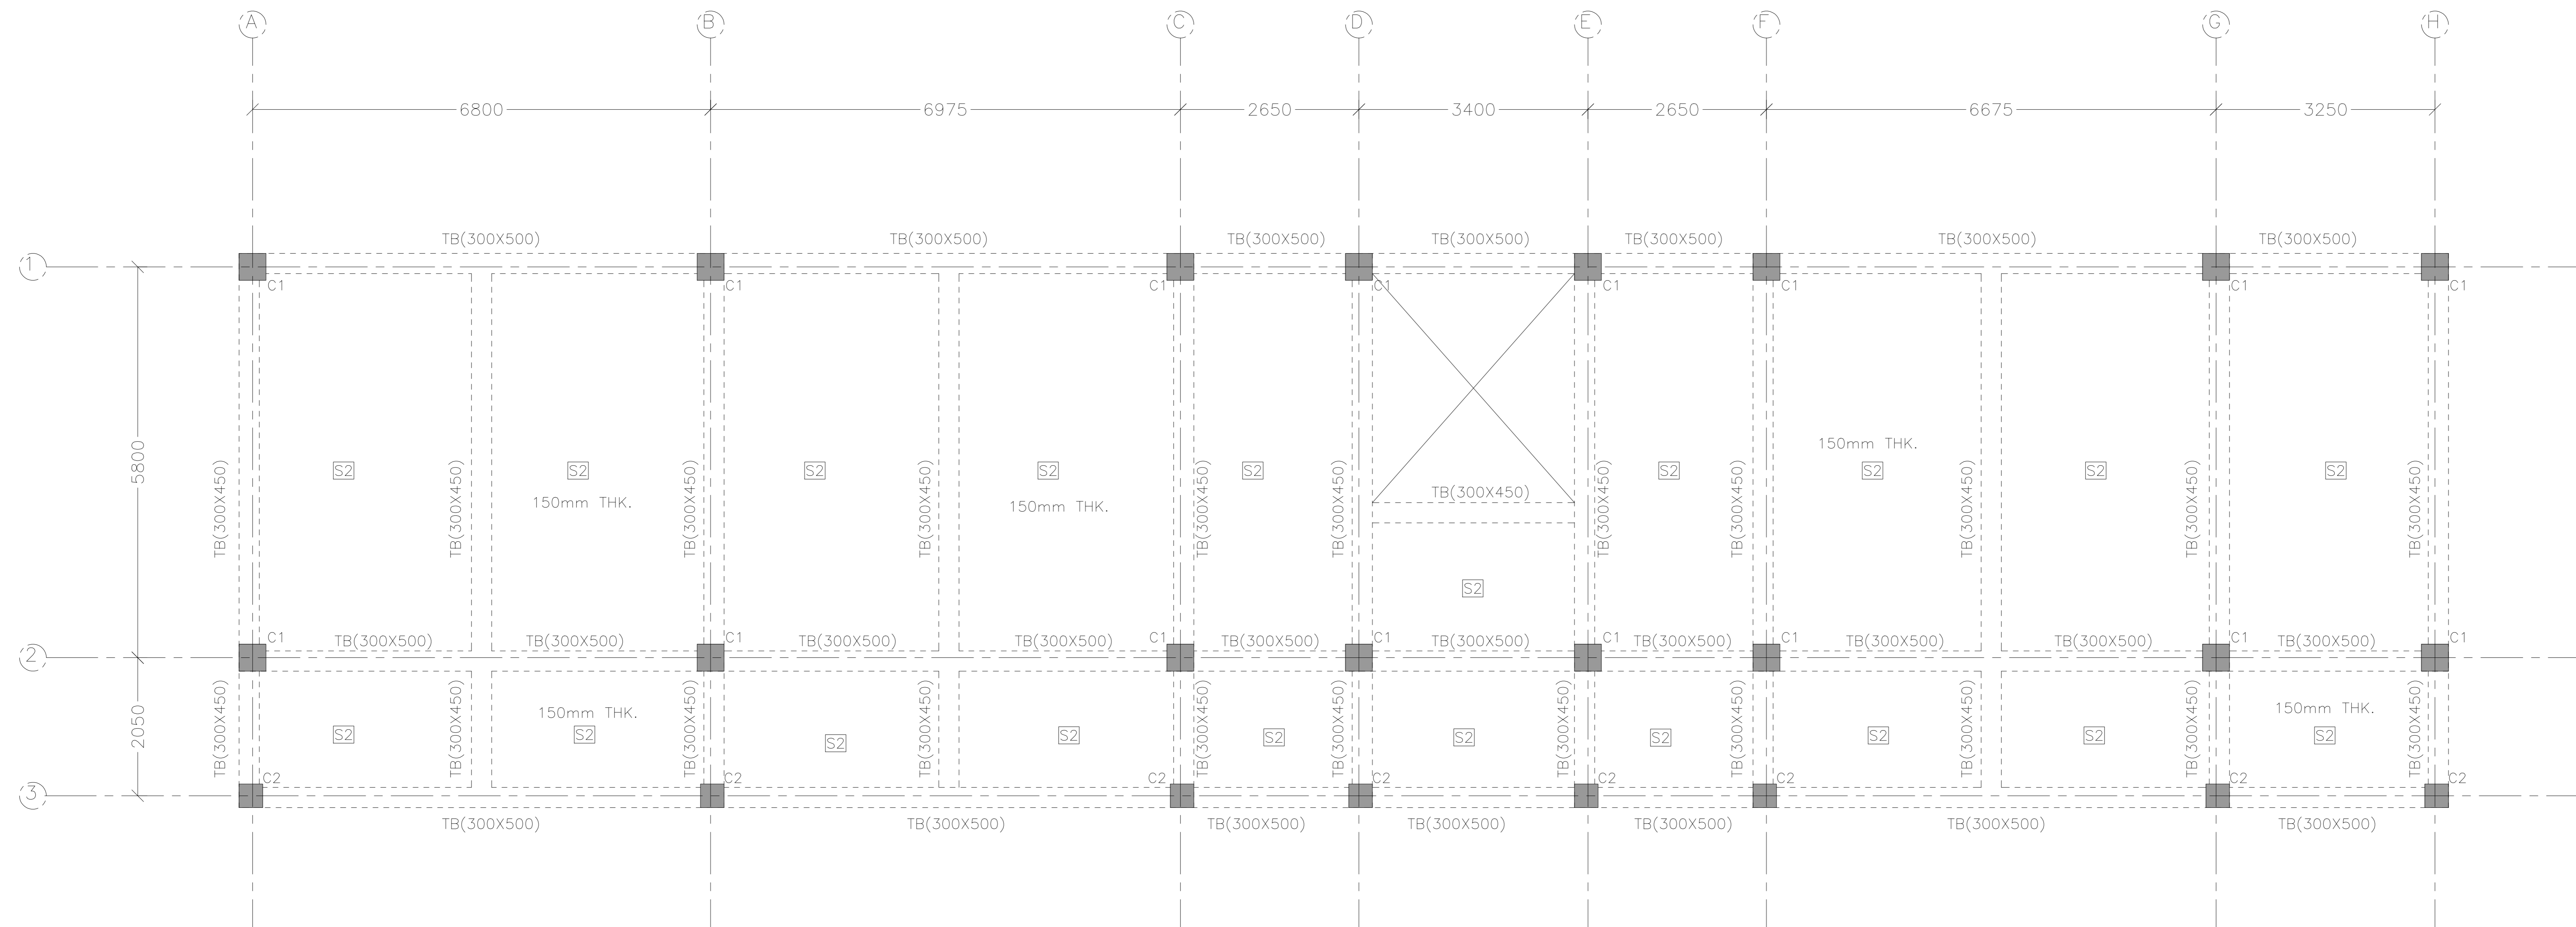 A B C D E F G H
6800 6975 2650 3400 2650 6675 3250
TB(300X500) TB(300X500) TB(300X500) TB(300X500) TB(300X500) TB(300X500) TB(300X500)
1
C1 C1 C1 C1 C1 C1 C1 C1
150mm THK.
5800
S2 S2 S2 S2 S2 S2 S2 S2 S2
TB(300X450) TB(300X450) TB(300X450) TB(300X450) TB(300X450) TB(300X450) TB(300X450) TB(300X450) TB(300X450) TB(300X450) TB(300X450)
TB(300X450)
150mm THK. 150mm THK.
S2
C1 C1 C1 C1 C1 C1 C1 C1
TB(300X500) TB(300X500) TB(300X500) TB(300X500) TB(300X500) TB(300X500) TB(300X500) TB(300X500) TB(300X500) TB(300X500)
2
150mm THK. 150mm THK.
2050
TB(300X450) TB(300X450) TB(300X450) TB(300X450) TB(300X450) TB(300X450) TB(300X450) TB(300X450) TB(300X450) TB(300X450)
S2 S2 S2 S2 S2 S2 S2 S2 S2 S2
C2 C2 C2 C2 C2 C2 C2 C2
3
TB(300X500) TB(300X500) TB(300X500) TB(300X500) TB(300X500) TB(300X500) TB(300X500)